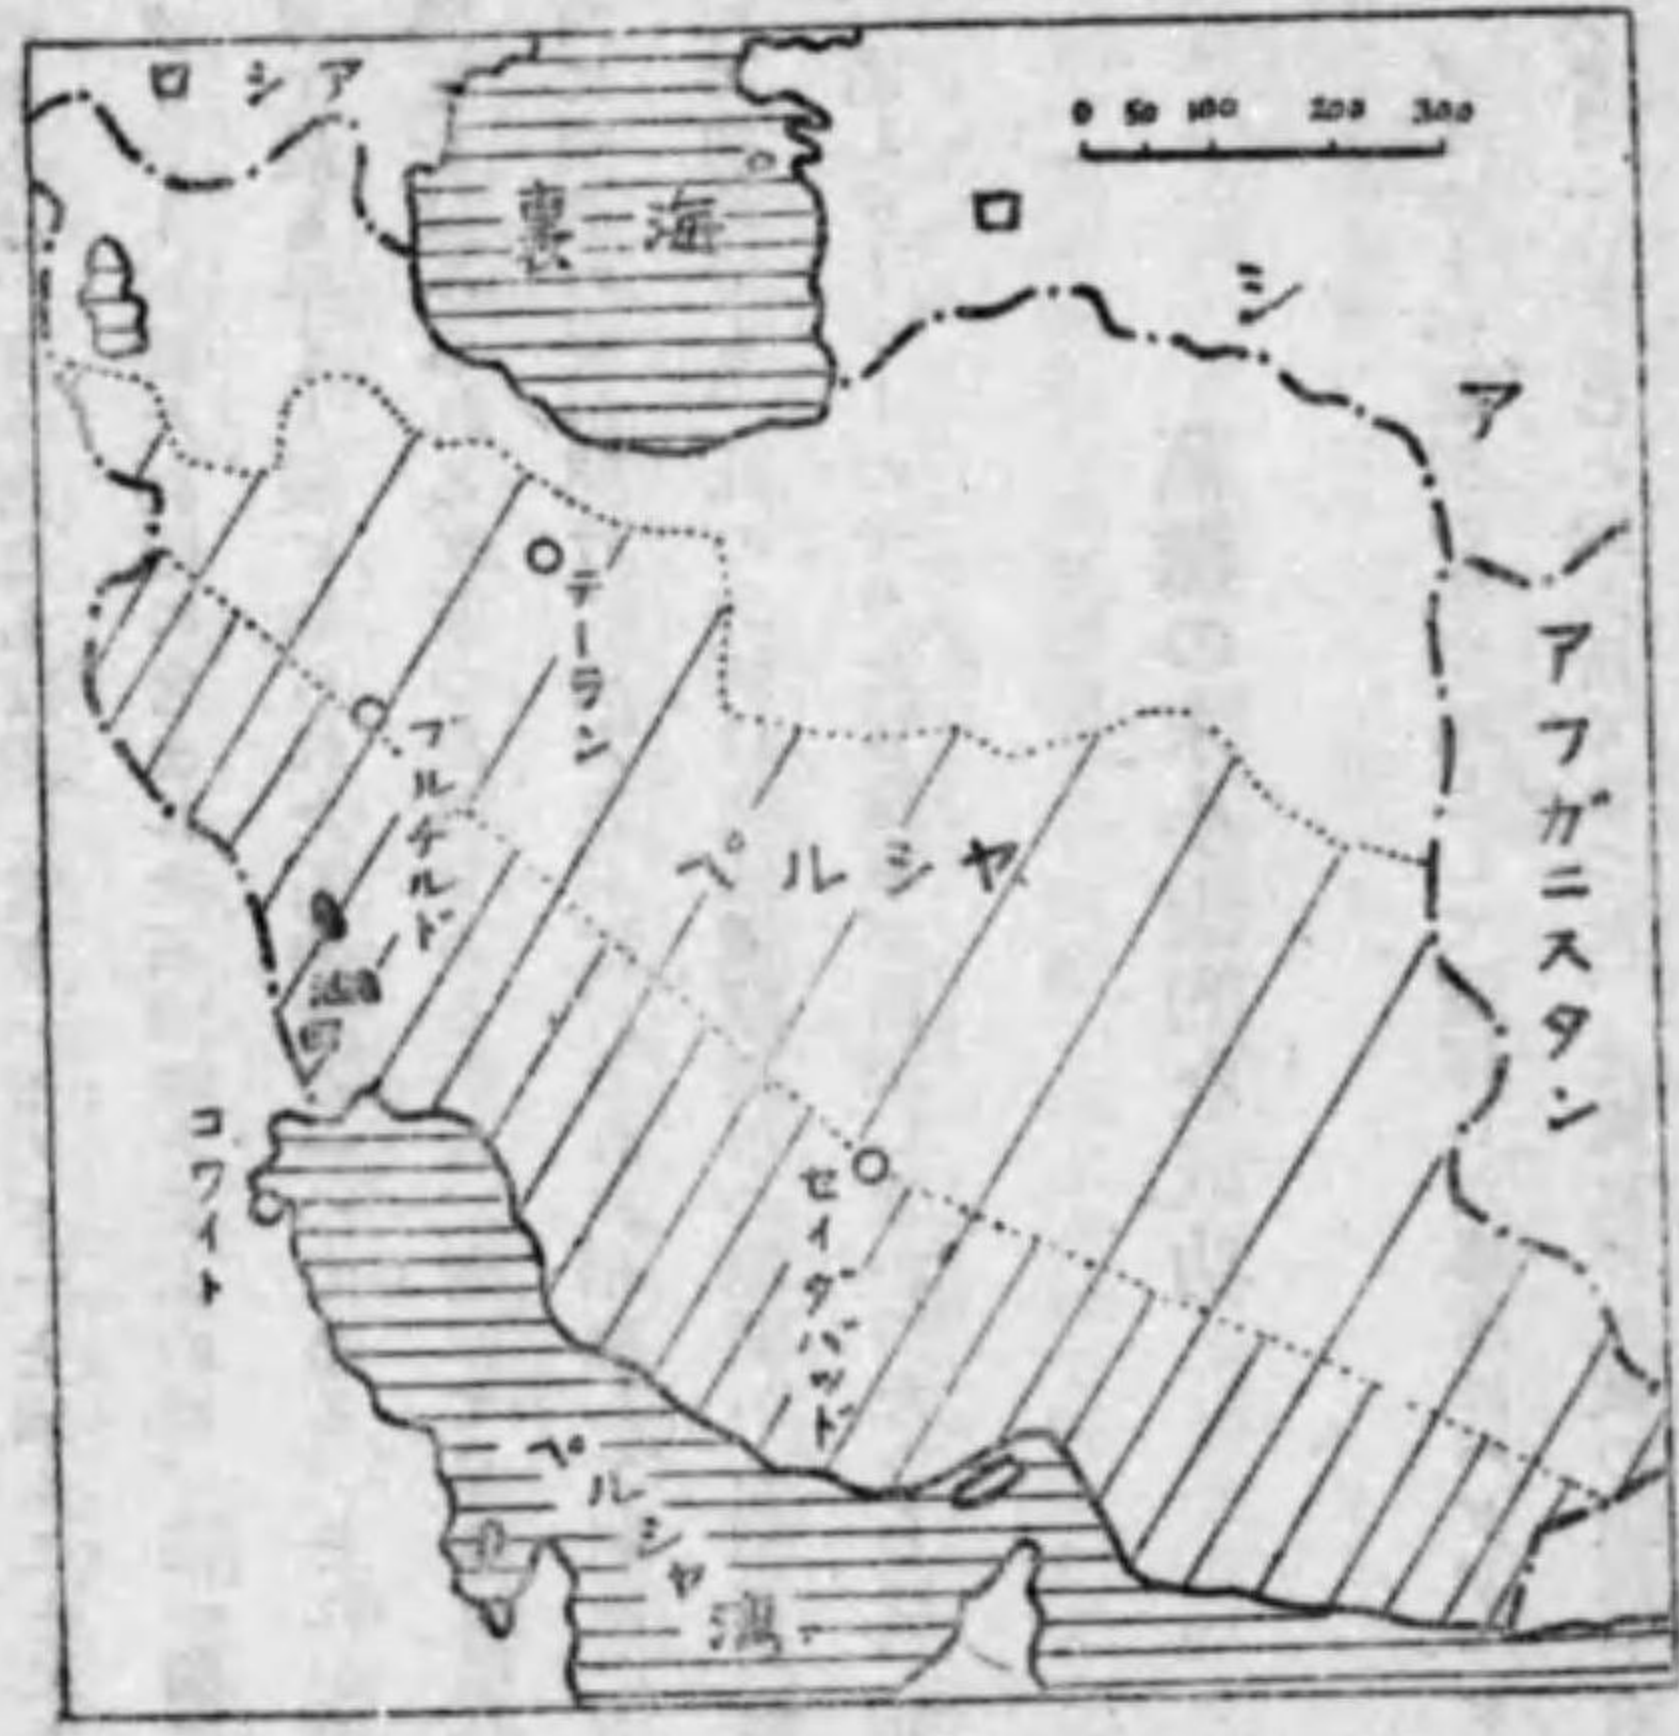 ロシア
0 50 100 200 300
裏海
ロシア
テーラン
アフガニスタン
ブルヂルド
ペルシヤ
コワイト
セイダバッド
ペルシヤ灣